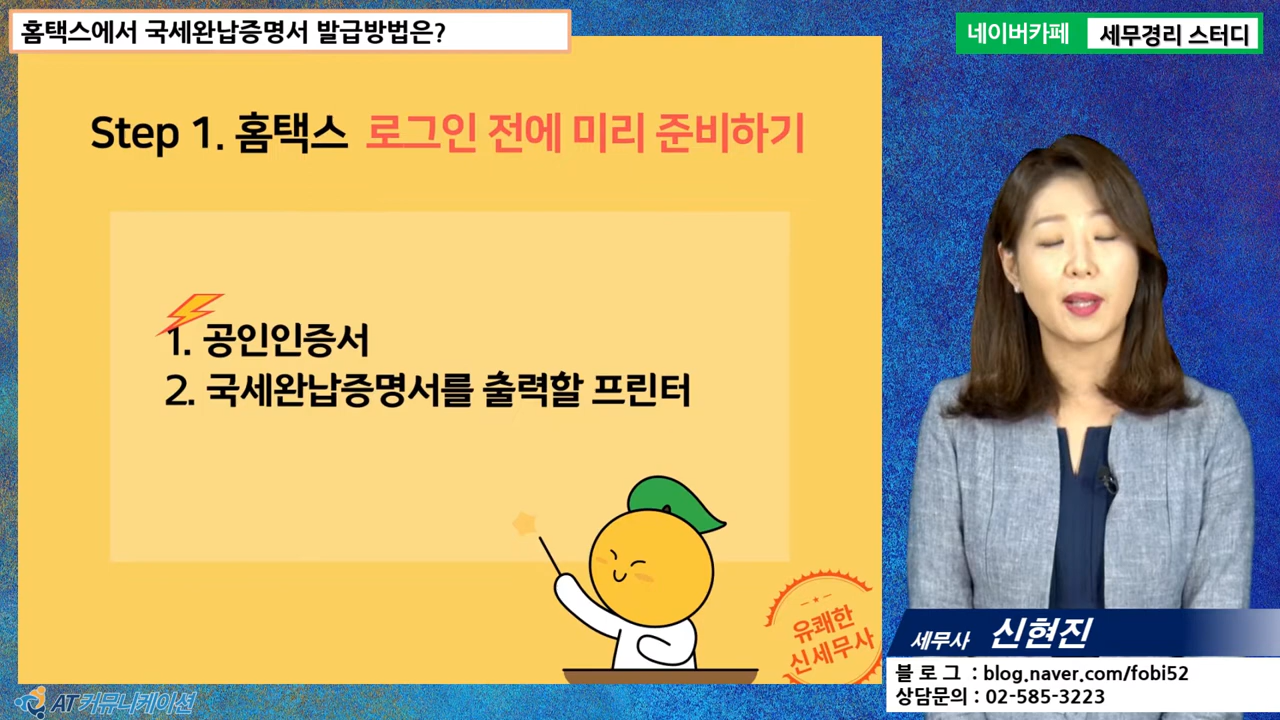 홈택스에서 국세완납증명서 발급방법은?
네이버카페 세무경리 스터디
Step 1. 홈택스 로그인 전에 미리 준비하기
1. 공인인증서
2. 국세완납증명서를 출력할 프린터
유쾌한
신세무사
세무사 신현진
블 로 그 : blog.naver.com/fobi52
상담문의 : 02-585-3223
AT커뮤니케이션